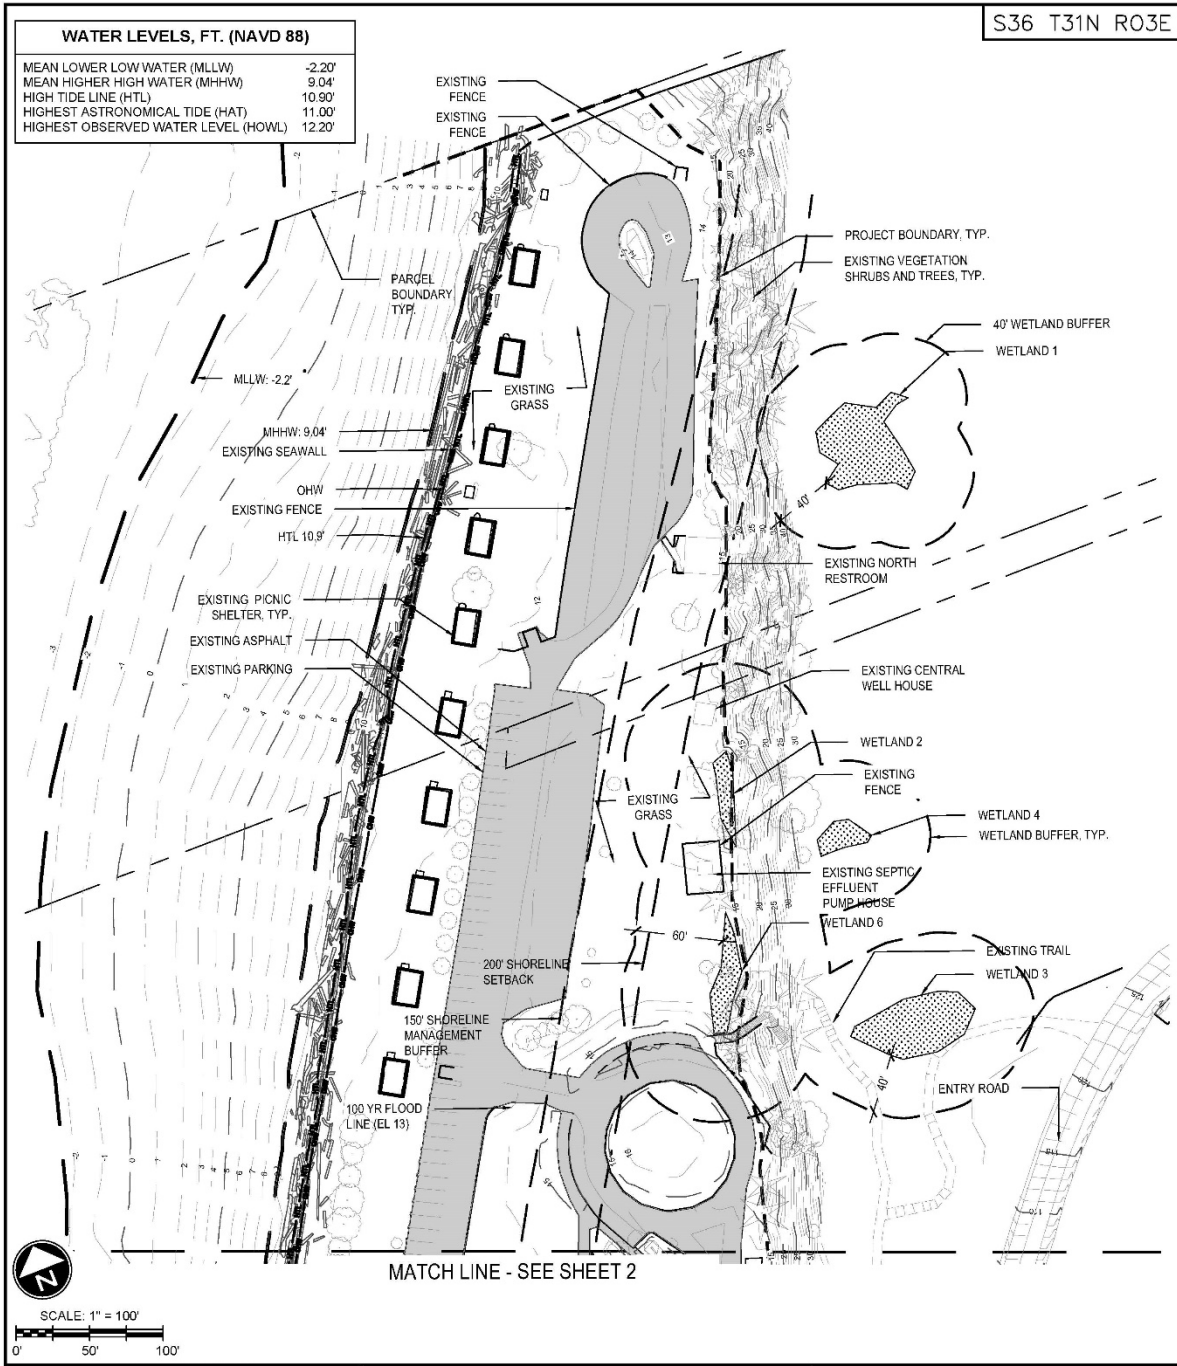 S36 T31N RO3E
WATER LEVELS, FT. (NAVD 88)
MEAN LOWER LOW WATER (MLLW) -2.20'
MEAN HIGHER HIGH WATER (MHHW) 9.04'
HIGH TIDE LINE (HTL) 10.90'
HIGHEST ASTRONOMICAL TIDE (HAT) 11.00'
HIGHEST OBSERVED WATER LEVEL (HOWL) 12.20'
EXISTING
FENCE
EXISTING
FENCE
PARCEL
BOUNDARY
TYP.
PROJECT BOUNDARY, TYP.
EXISTING VEGETATION
SHRUBS AND TREES, TYP.
40' WETLAND BUFFER
WETLAND 1
MLLW: -2.2'
EXISTING
GRASS
MHHW: 9.04'
EXISTING SEAWALL
OHW
EXISTING FENCE
HTL 10.9'
40'
EXISTING NORTH
RESTROOM
EXISTING PICNIC
SHELTER, TYP.
EXISTING ASPHALT
EXISTING PARKING
EXISTING CENTRAL
WELL HOUSE
WETLAND 2
EXISTING
FENCE
EXISTING
GRASS
WETLAND 4
WETLAND BUFFER, TYP.
EXISTING SEPTIC
EFFLUENT
PUMP HOUSE
WETLAND 6
60'
200' SHORELINE
SETBACK
EXISTING TRAIL
WETLAND 3
150' SHORELINE
MANAGEMENT
BUFFER
40'
ENTRY ROAD
100 YR FLOOD
LINE (EL 13)
MATCH LINE - SEE SHEET 2
N
SCALE: 1" = 100'
0' 50' 100'